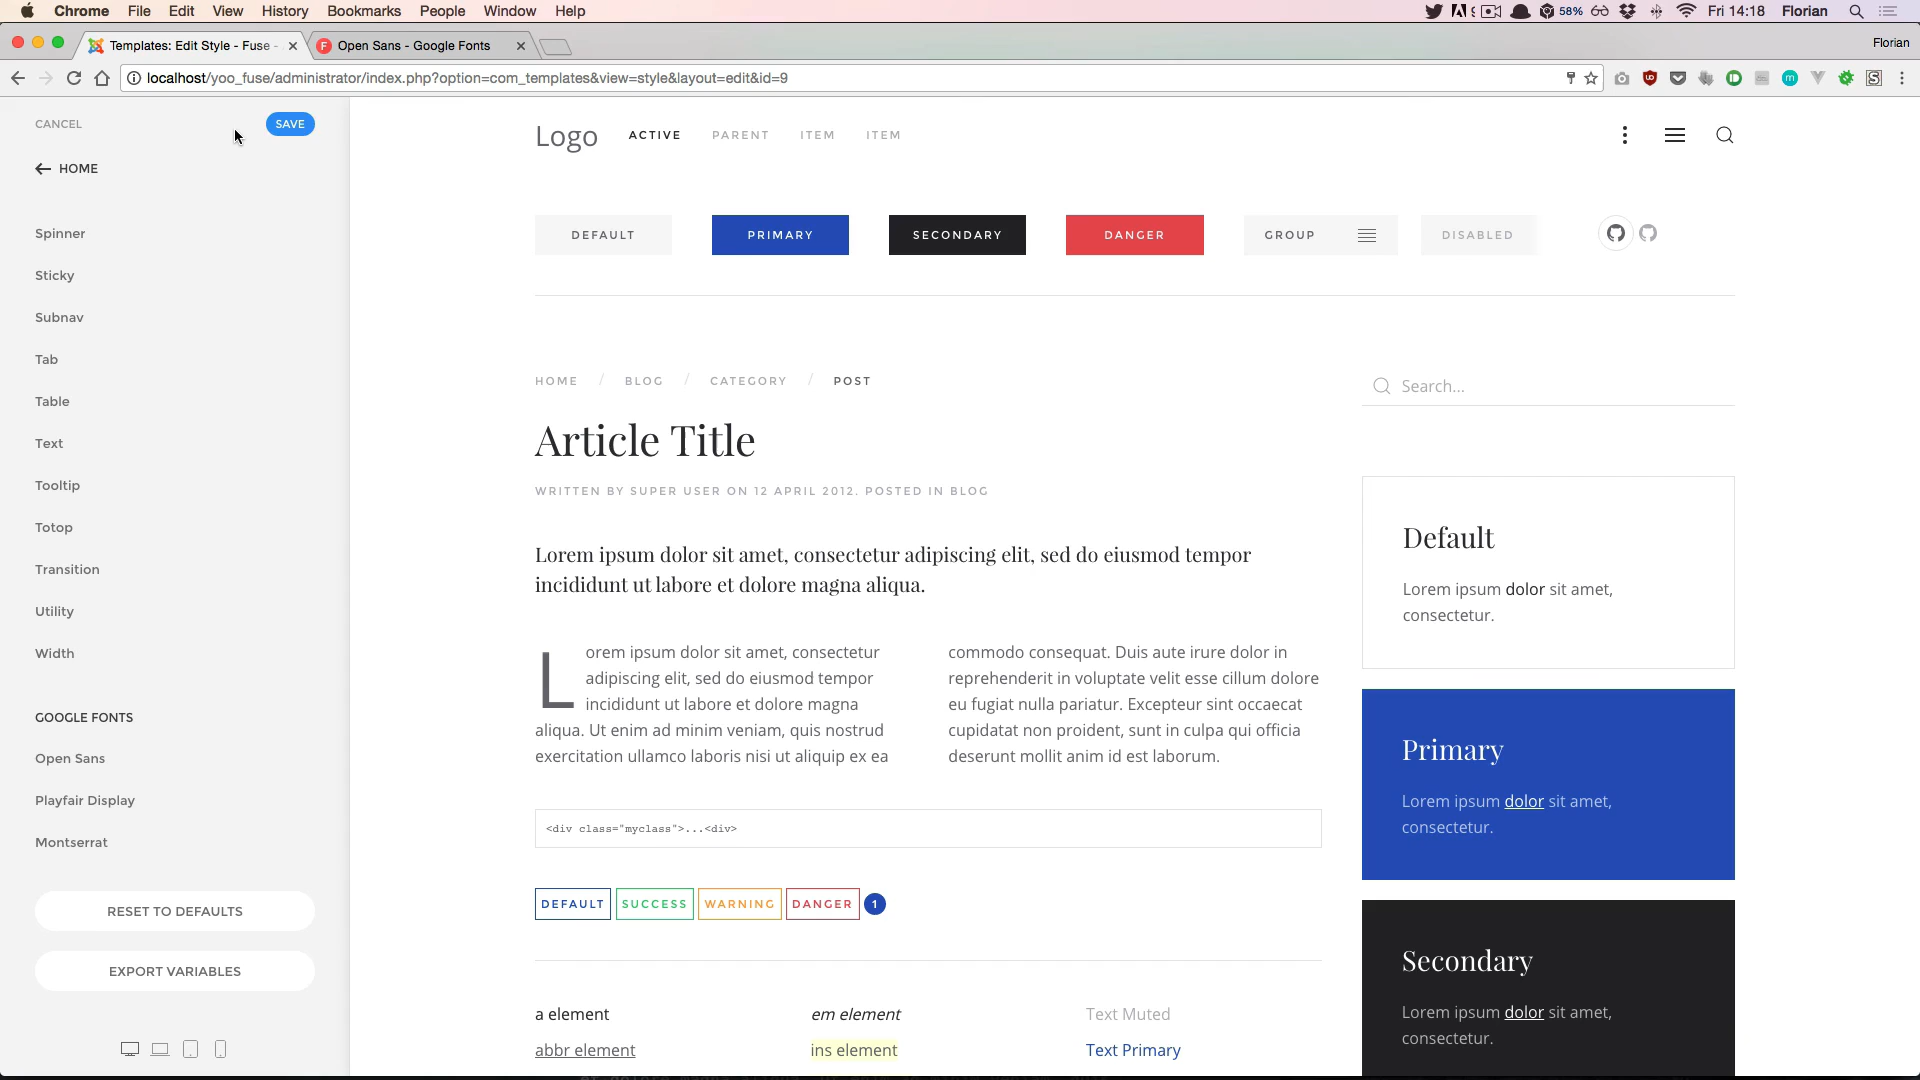 Chrome File Edit View History Bookmarks People Window Help
58% Fri 14:18 Florian
Templates: Edit Style - Fuse -
Open Sans - Google Fonts
Florian
localhost/yoo_fuse/administrator/index.php?option=com_templates&view=style&layout=edit&id=9
CANCEL
SAVE
HOME
Spinner
Sticky
Subnav
Tab
Table
Text
Tooltip
Totop
Transition
Utility
Width
GOOGLE FONTS
Open Sans
Playfair Display
Montserrat
RESET TO DEFAULTS
EXPORT VARIABLES
Logo ACTIVE PARENT ITEM ITEM
DEFAULT PRIMARY SECONDARY DANGER GROUP DISABLED
HOME / BLOG / CATEGORY / POST
Article Title
WRITTEN BY SUPER USER ON 12 APRIL 2012. POSTED IN BLOG
Lorem ipsum dolor sit amet, consectetur adipiscing elit, sed do eiusmod tempor
incididunt ut labore et dolore magna aliqua.
Lorem ipsum dolor sit amet, consectetur
adipiscing elit, sed do eiusmod tempor
incididunt ut labore et dolore magna
aliqua. Ut enim ad minim veniam, quis nostrud
exercitation ullamco laboris nisi ut aliquip ex ea
commodo consequat. Duis aute irure dolor in
reprehenderit in voluptate velit esse cillum dolore
eu fugiat nulla pariatur. Excepteur sint occaecat
cupidatat non proident, sunt in culpa qui officia
deserunt mollit anim id est laborum.
<div class="myclass">...<div>
DEFAULT SUCCESS WARNING DANGER 1
a element
abbr element
em element
ins element
Text Muted
Text Primary
Search...
Default
Lorem ipsum dolor sit amet,
consectetur.
Primary
Lorem ipsum dolor sit amet,
consectetur.
Secondary
Lorem ipsum dolor sit amet,
consectetur.